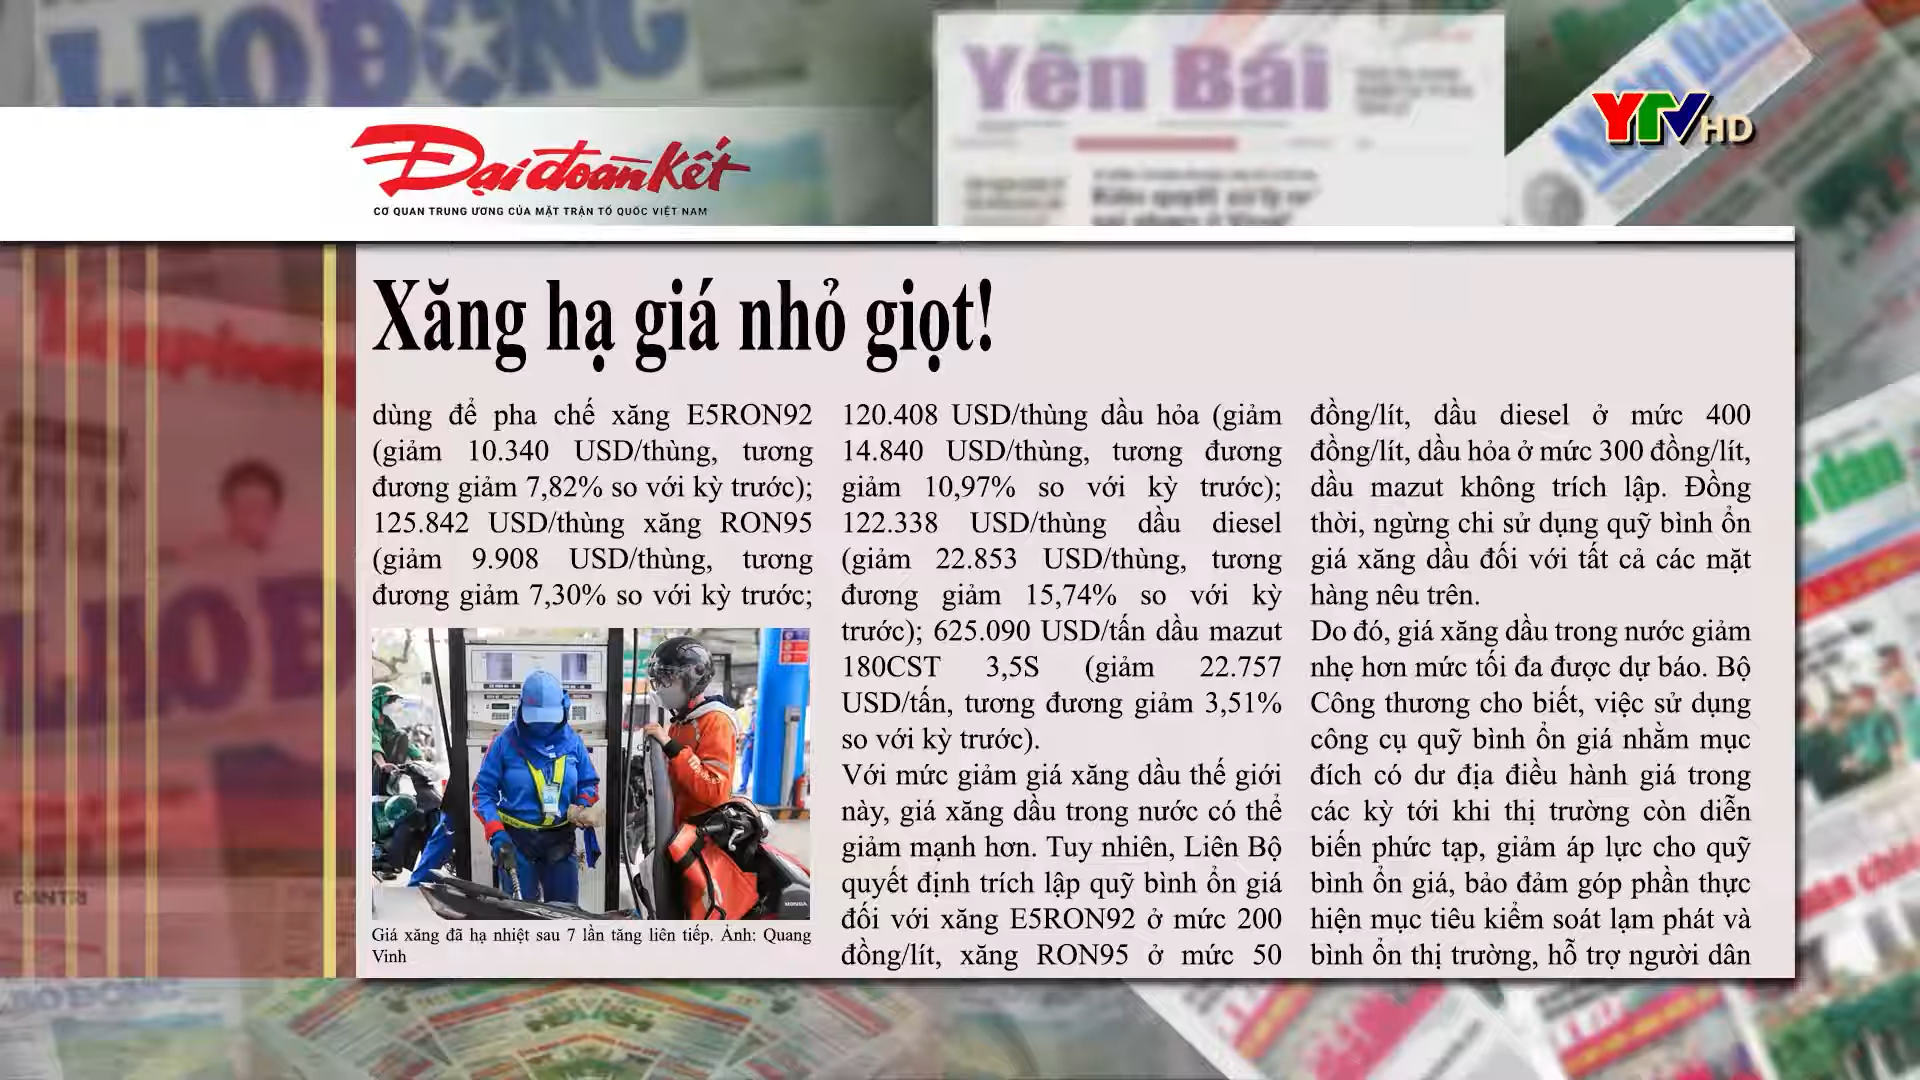 LAO ĐỘNG
Yên Bái
Nhân Dân
YTV HD
Đại đoàn kết
CƠ QUAN TRUNG ƯƠNG CỦA MẶT TRẬN TỔ QUỐC VIỆT NAM
Xăng hạ giá nhỏ giọt!
dùng để pha chế xăng E5RON92
(giảm 10.340 USD/thùng, tương
đương giảm 7,82% so với kỳ trước);
125.842 USD/thùng xăng RON95
(giảm 9.908 USD/thùng, tương
đương giảm 7,30% so với kỳ trước;
HONDA
Giá xăng đã hạ nhiệt sau 7 lần tăng liên tiếp. Ảnh: Quang
Vinh
120.408 USD/thùng dầu hỏa (giảm
14.840 USD/thùng, tương đương
giảm 10,97% so với kỳ trước);
122.338 USD/thùng dầu diesel
(giảm 22.853 USD/thùng, tương
đương giảm 15,74% so với kỳ
trước); 625.090 USD/tấn dầu mazut
180CST 3,5S (giảm 22.757
USD/tấn, tương đương giảm 3,51%
so với kỳ trước).
Với mức giảm giá xăng dầu thế giới
này, giá xăng dầu trong nước có thể
giảm mạnh hơn. Tuy nhiên, Liên Bộ
quyết định trích lập quỹ bình ổn giá
đối với xăng E5RON92 ở mức 200
đồng/lít, xăng RON95 ở mức 50
đồng/lít, dầu diesel ở mức 400
đồng/lít, dầu hỏa ở mức 300 đồng/lít,
dầu mazut không trích lập. Đồng
thời, ngừng chi sử dụng quỹ bình ổn
giá xăng dầu đối với tất cả các mặt
hàng nêu trên.
Do đó, giá xăng dầu trong nước giảm
nhẹ hơn mức tối đa được dự báo. Bộ
Công thương cho biết, việc sử dụng
công cụ quỹ bình ổn giá nhằm mục
đích có dư địa điều hành giá trong
các kỳ tới khi thị trường còn diễn
biến phức tạp, giảm áp lực cho quỹ
bình ổn giá, bảo đảm góp phần thực
hiện mục tiêu kiểm soát lạm phát và
bình ổn thị trường, hỗ trợ người dân
LAO ĐỘ
DANTRI
LAO ĐỘNG